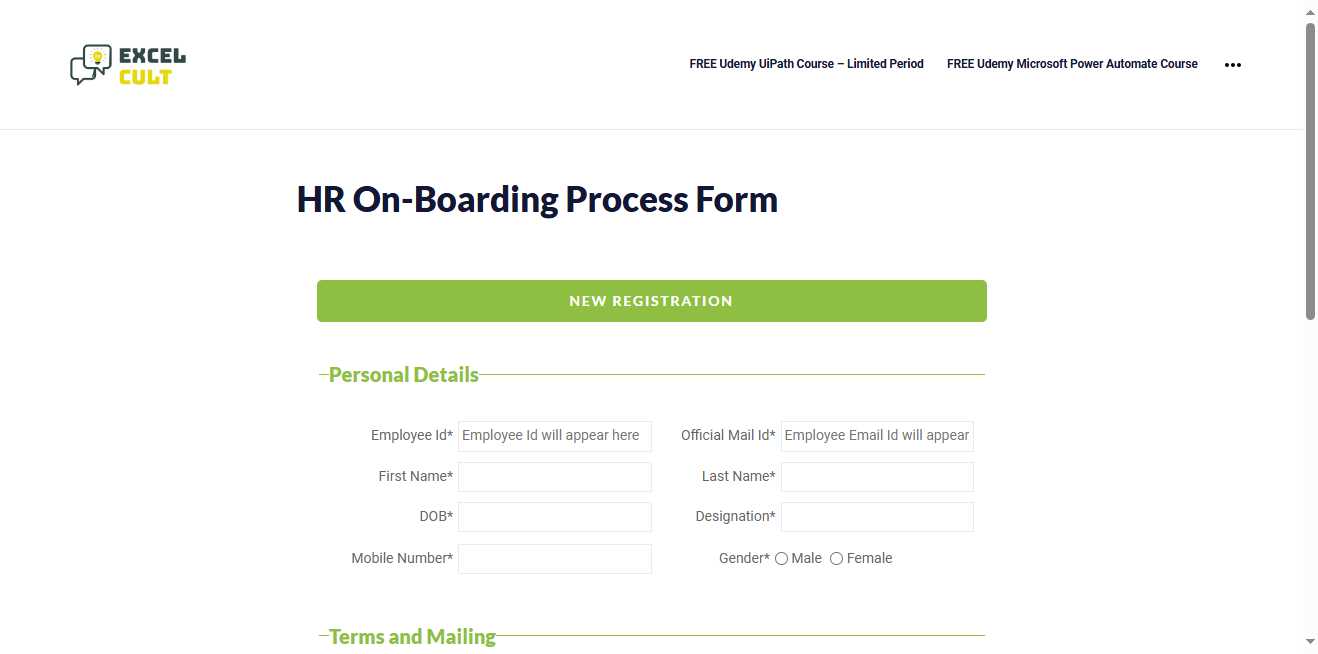 EXCEL
CULT
FREE Udemy UiPath Course – Limited Period FREE Udemy Microsoft Power Automate Course •••
HR On-Boarding Process Form
NEW REGISTRATION
Personal Details
Employee Id* Employee Id will appear here Official Mail Id* Employee Email Id will appear
First Name* Last Name*
DOB* Designation*
Mobile Number* Gender* Male Female
Terms and Mailing